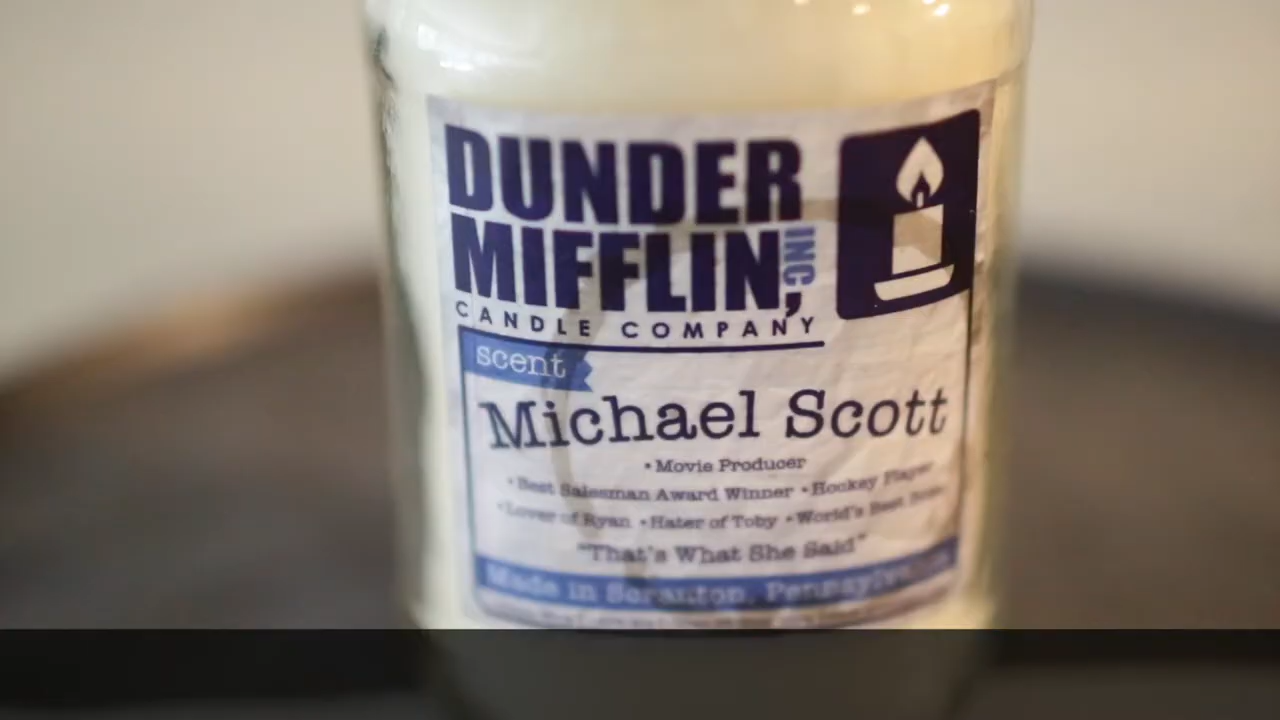 DUNDER
MIFFLIN, INC
CANDLE COMPANY
scent
Michael Scott
• Movie Producer
• Best Salesman Award Winner • Hockey Player
• Lover of Ryan • Hater of Toby • World's Best Boss
"That's What She Said"
Made in Scranton, Pennsylvania